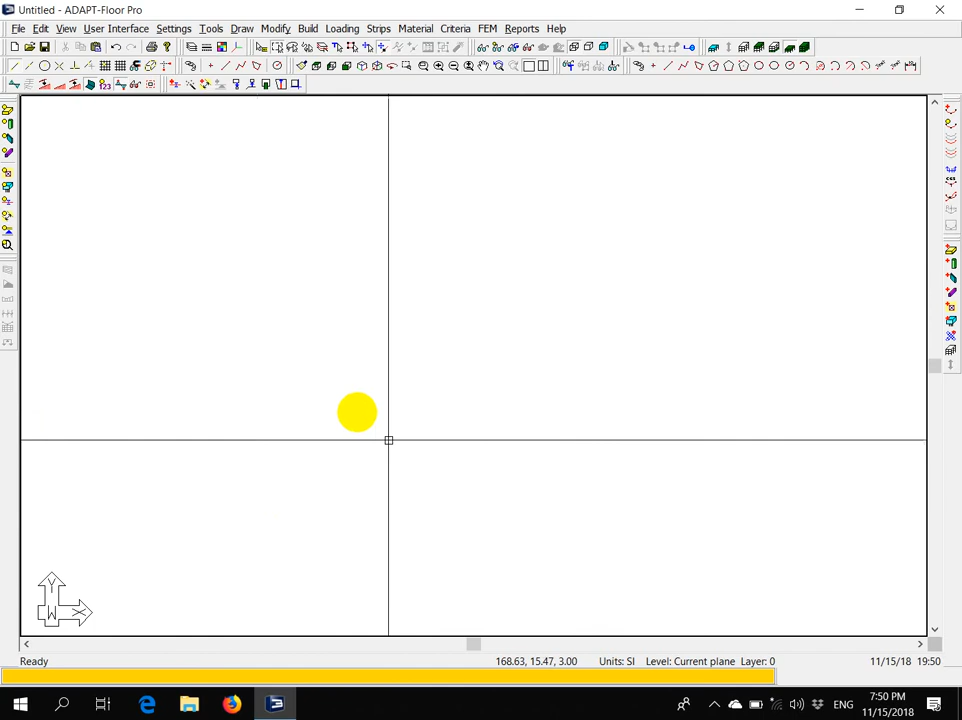 Untitled - ADAPT-Floor Pro
File Edit View User Interface Settings Tools Draw Modify Build Loading Strips Material Criteria FEM Reports Help
123
CGS
Y
W X
Ready 168.63, 15.47, 3.00 Units: SI Level: Current plane Layer: 0 11/15/18 19:50
ENG 7:50 PM
11/15/2018